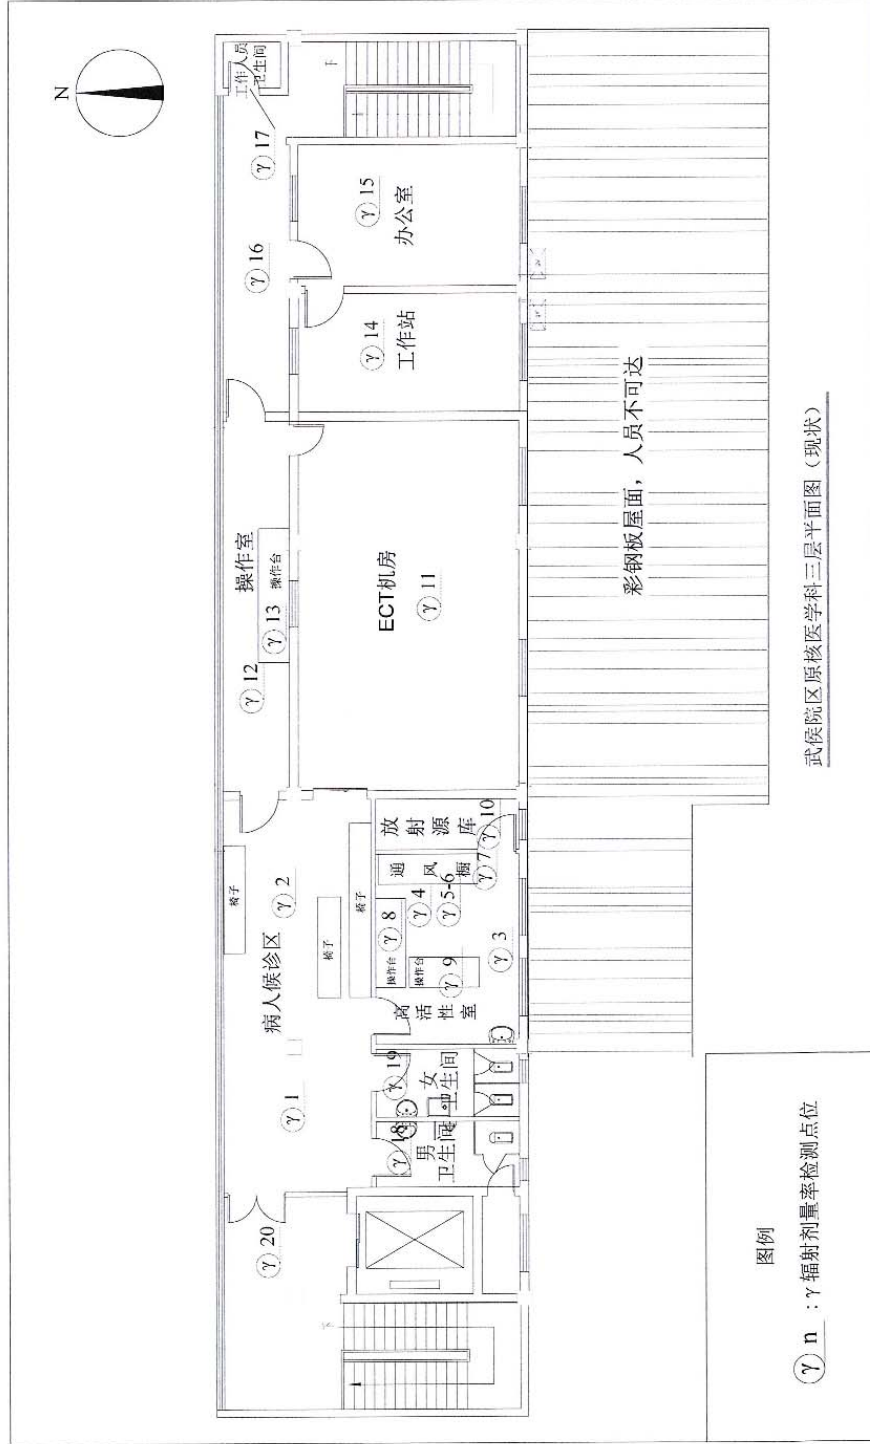 N
工作人员
卫生间
下
γ 17
γ 16
γ 15
办公室
γ 14
工作站
操作室
操作台
γ 13
γ 12
ECT机房
γ 11
彩钢板屋面，人员不可达
椅子
γ 2
病人候诊区
椅子
椅子
放射源库
γ 10
通风橱
γ 7
γ 4
γ 5-6
γ 8
操作台
操作台
γ 9
γ 3
高活性室
γ 1
γ 19
女
卫生间
γ 18
男
卫生间
γ 20
下
武侯院区原核医学科三层平面图（现状）
图例
γ n ：γ辐射剂量率检测点位